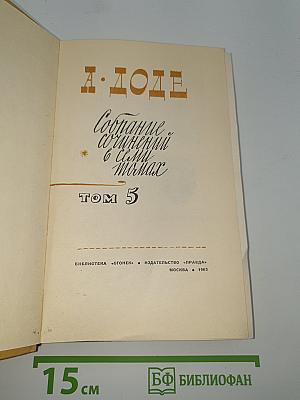 А·ДОДЕ
Собрание
сочинений
в семи
томах
ТОМ 5
БИБЛИОТЕКА «ОГОНЕК» • ИЗДАТЕЛЬСТВО «ПРАВДА»
МОСКВА • 1965
15 см
БФ БИБЛИОФАН